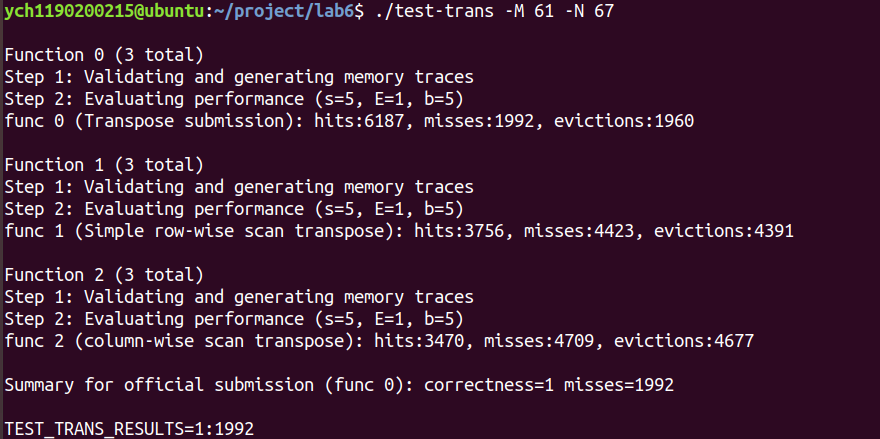 ych1190200215@ubuntu:~/project/lab6$ ./test-trans -M 61 -N 67
Function 0 (3 total)
Step 1: Validating and generating memory traces
Step 2: Evaluating performance (s=5, E=1, b=5)
func 0 (Transpose submission): hits:6187, misses:1992, evictions:1960
Function 1 (3 total)
Step 1: Validating and generating memory traces
Step 2: Evaluating performance (s=5, E=1, b=5)
func 1 (Simple row-wise scan transpose): hits:3756, misses:4423, evictions:4391
Function 2 (3 total)
Step 1: Validating and generating memory traces
Step 2: Evaluating performance (s=5, E=1, b=5)
func 2 (column-wise scan transpose): hits:3470, misses:4709, evictions:4677
Summary for official submission (func 0): correctness=1 misses=1992
TEST_TRANS_RESULTS=1:1992